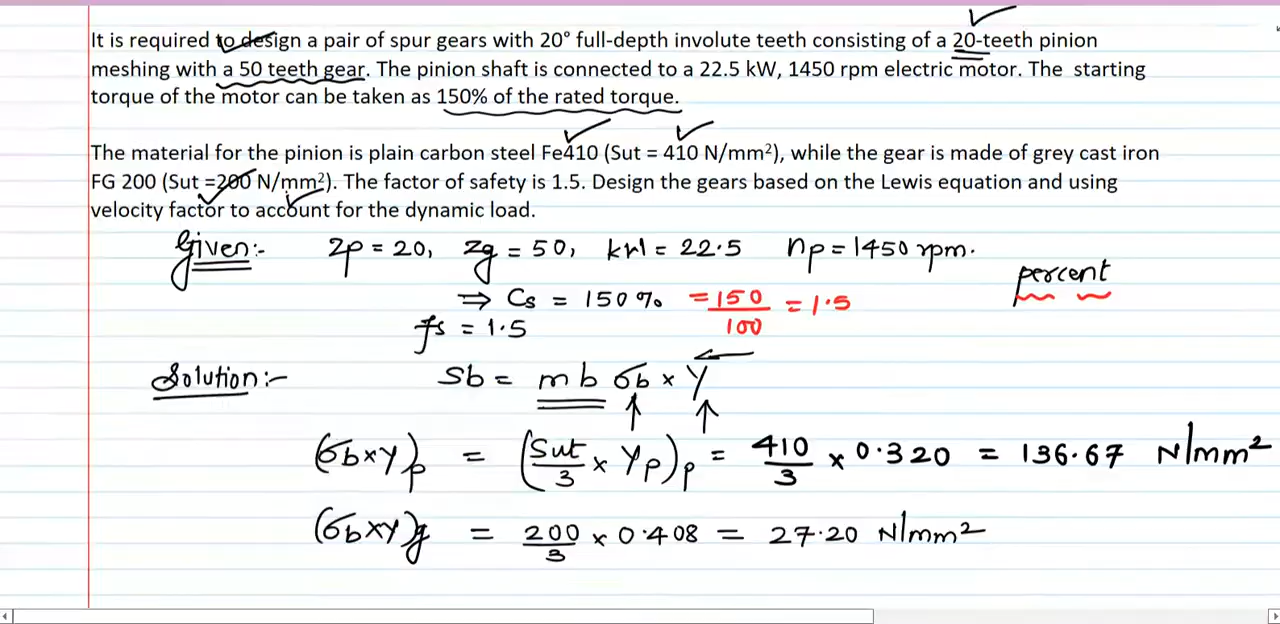 It is required to design a pair of spur gears with 20° full-depth involute teeth consisting of a 20-teeth pinion
meshing with a 50 teeth gear. The pinion shaft is connected to a 22.5 kW, 1450 rpm electric motor. The starting
torque of the motor can be taken as 150% of the rated torque.
The material for the pinion is plain carbon steel Fe410 (Sut = 410 N/mm²), while the gear is made of grey cast iron
FG 200 (Sut =200 N/mm²). The factor of safety is 1.5. Design the gears based on the Lewis equation and using
velocity factor to account for the dynamic load.
Given:- Zp = 20, Zg = 50, kW = 22.5 np = 1450 rpm.
percent
⇒ Cs = 150% = 150/100 = 1.5
fs = 1.5
Solution:- Sb = m b σb × Y
(σb×Y)p = (Sut/3 × Yp)p = 410/3 × 0.320 = 136.67 N/mm²
(σb×Y)g = 200/3 × 0.408 = 27.20 N/mm²